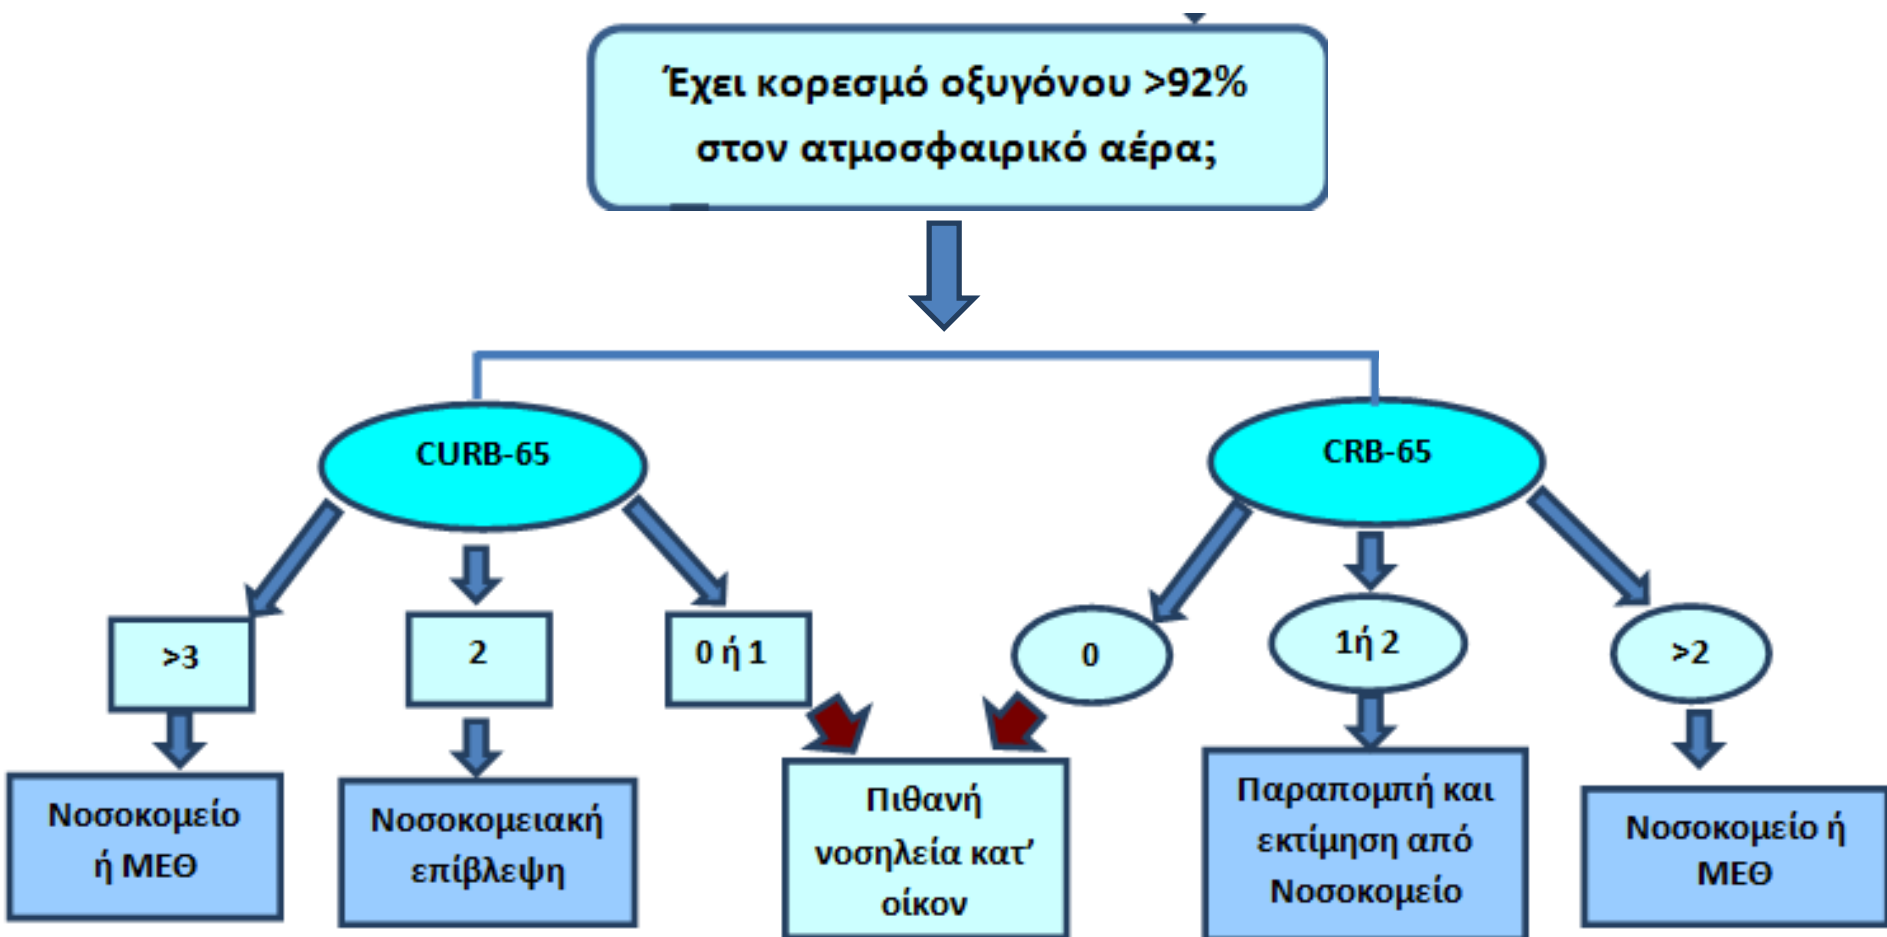 Έχει κορεσμό οξυγόνου >92%
στον ατμοσφαιρικό αέρα;
CURB-65
CRB-65
>3
2
0 ή 1
0
1ή 2
>2
Νοσοκομείο
ή ΜΕΘ
Νοσοκομειακή
επίβλεψη
Πιθανή
νοσηλεία κατ’
οίκον
Παραπομπή και
εκτίμηση από
Νοσοκομείο
Νοσοκομείο ή
ΜΕΘ